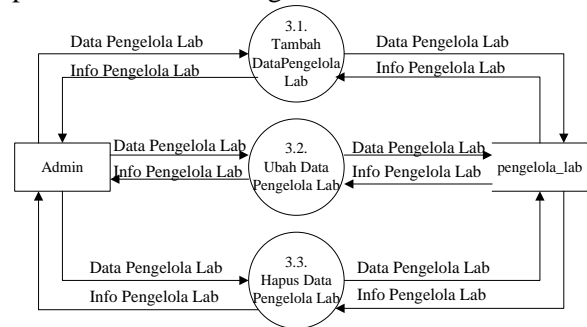 3.1.
Tambah
DataPengelola
Lab
Data Pengelola Lab
Data Pengelola Lab
Info Pengelola Lab
Info Pengelola Lab
Admin
Data Pengelola Lab
Info Pengelola Lab
3.2.
Ubah Data
Pengelola Lab
Data Pengelola Lab
Info Pengelola Lab
pengelola_lab
3.3.
Hapus Data
Pengelola Lab
Data Pengelola Lab
Data Pengelola Lab
Info Pengelola Lab
Info Pengelola Lab